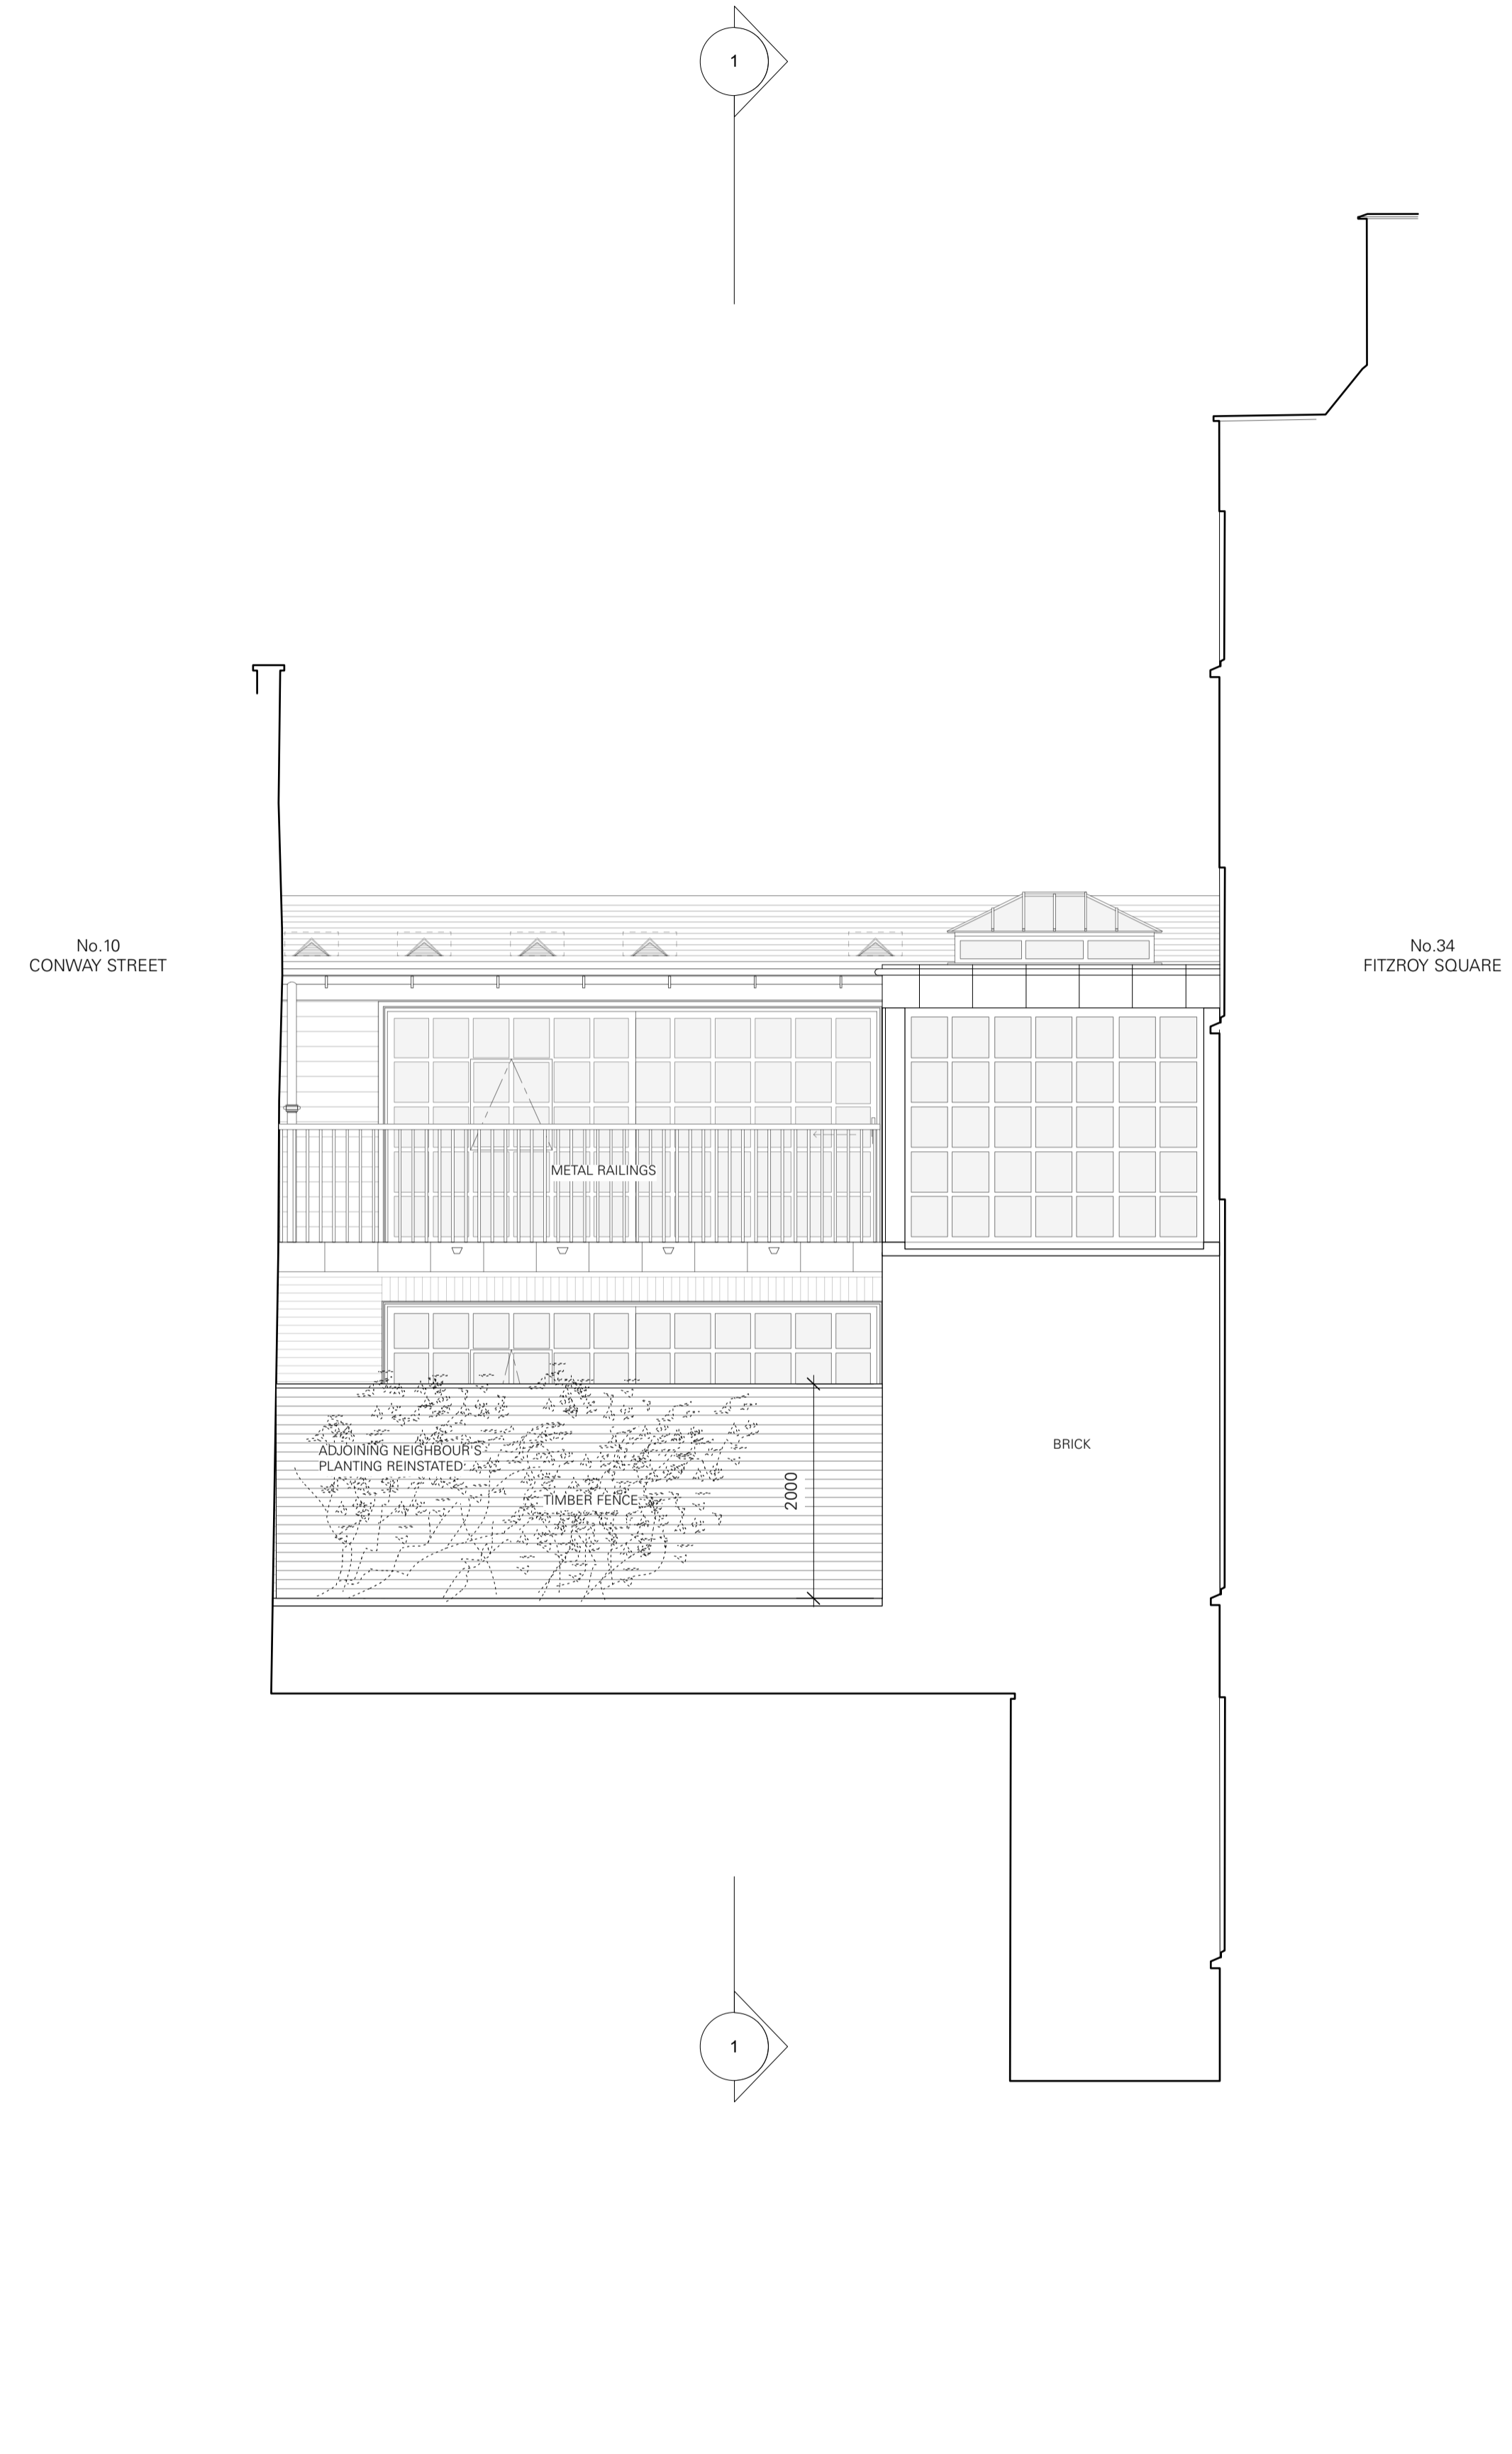 1
No.10
CONWAY STREET
No.34
FITZROY SQUARE
METAL RAILINGS
ADJOINING NEIGHBOUR'S
PLANTING REINSTATED
BRICK
2000
TIMBER FENCE
1